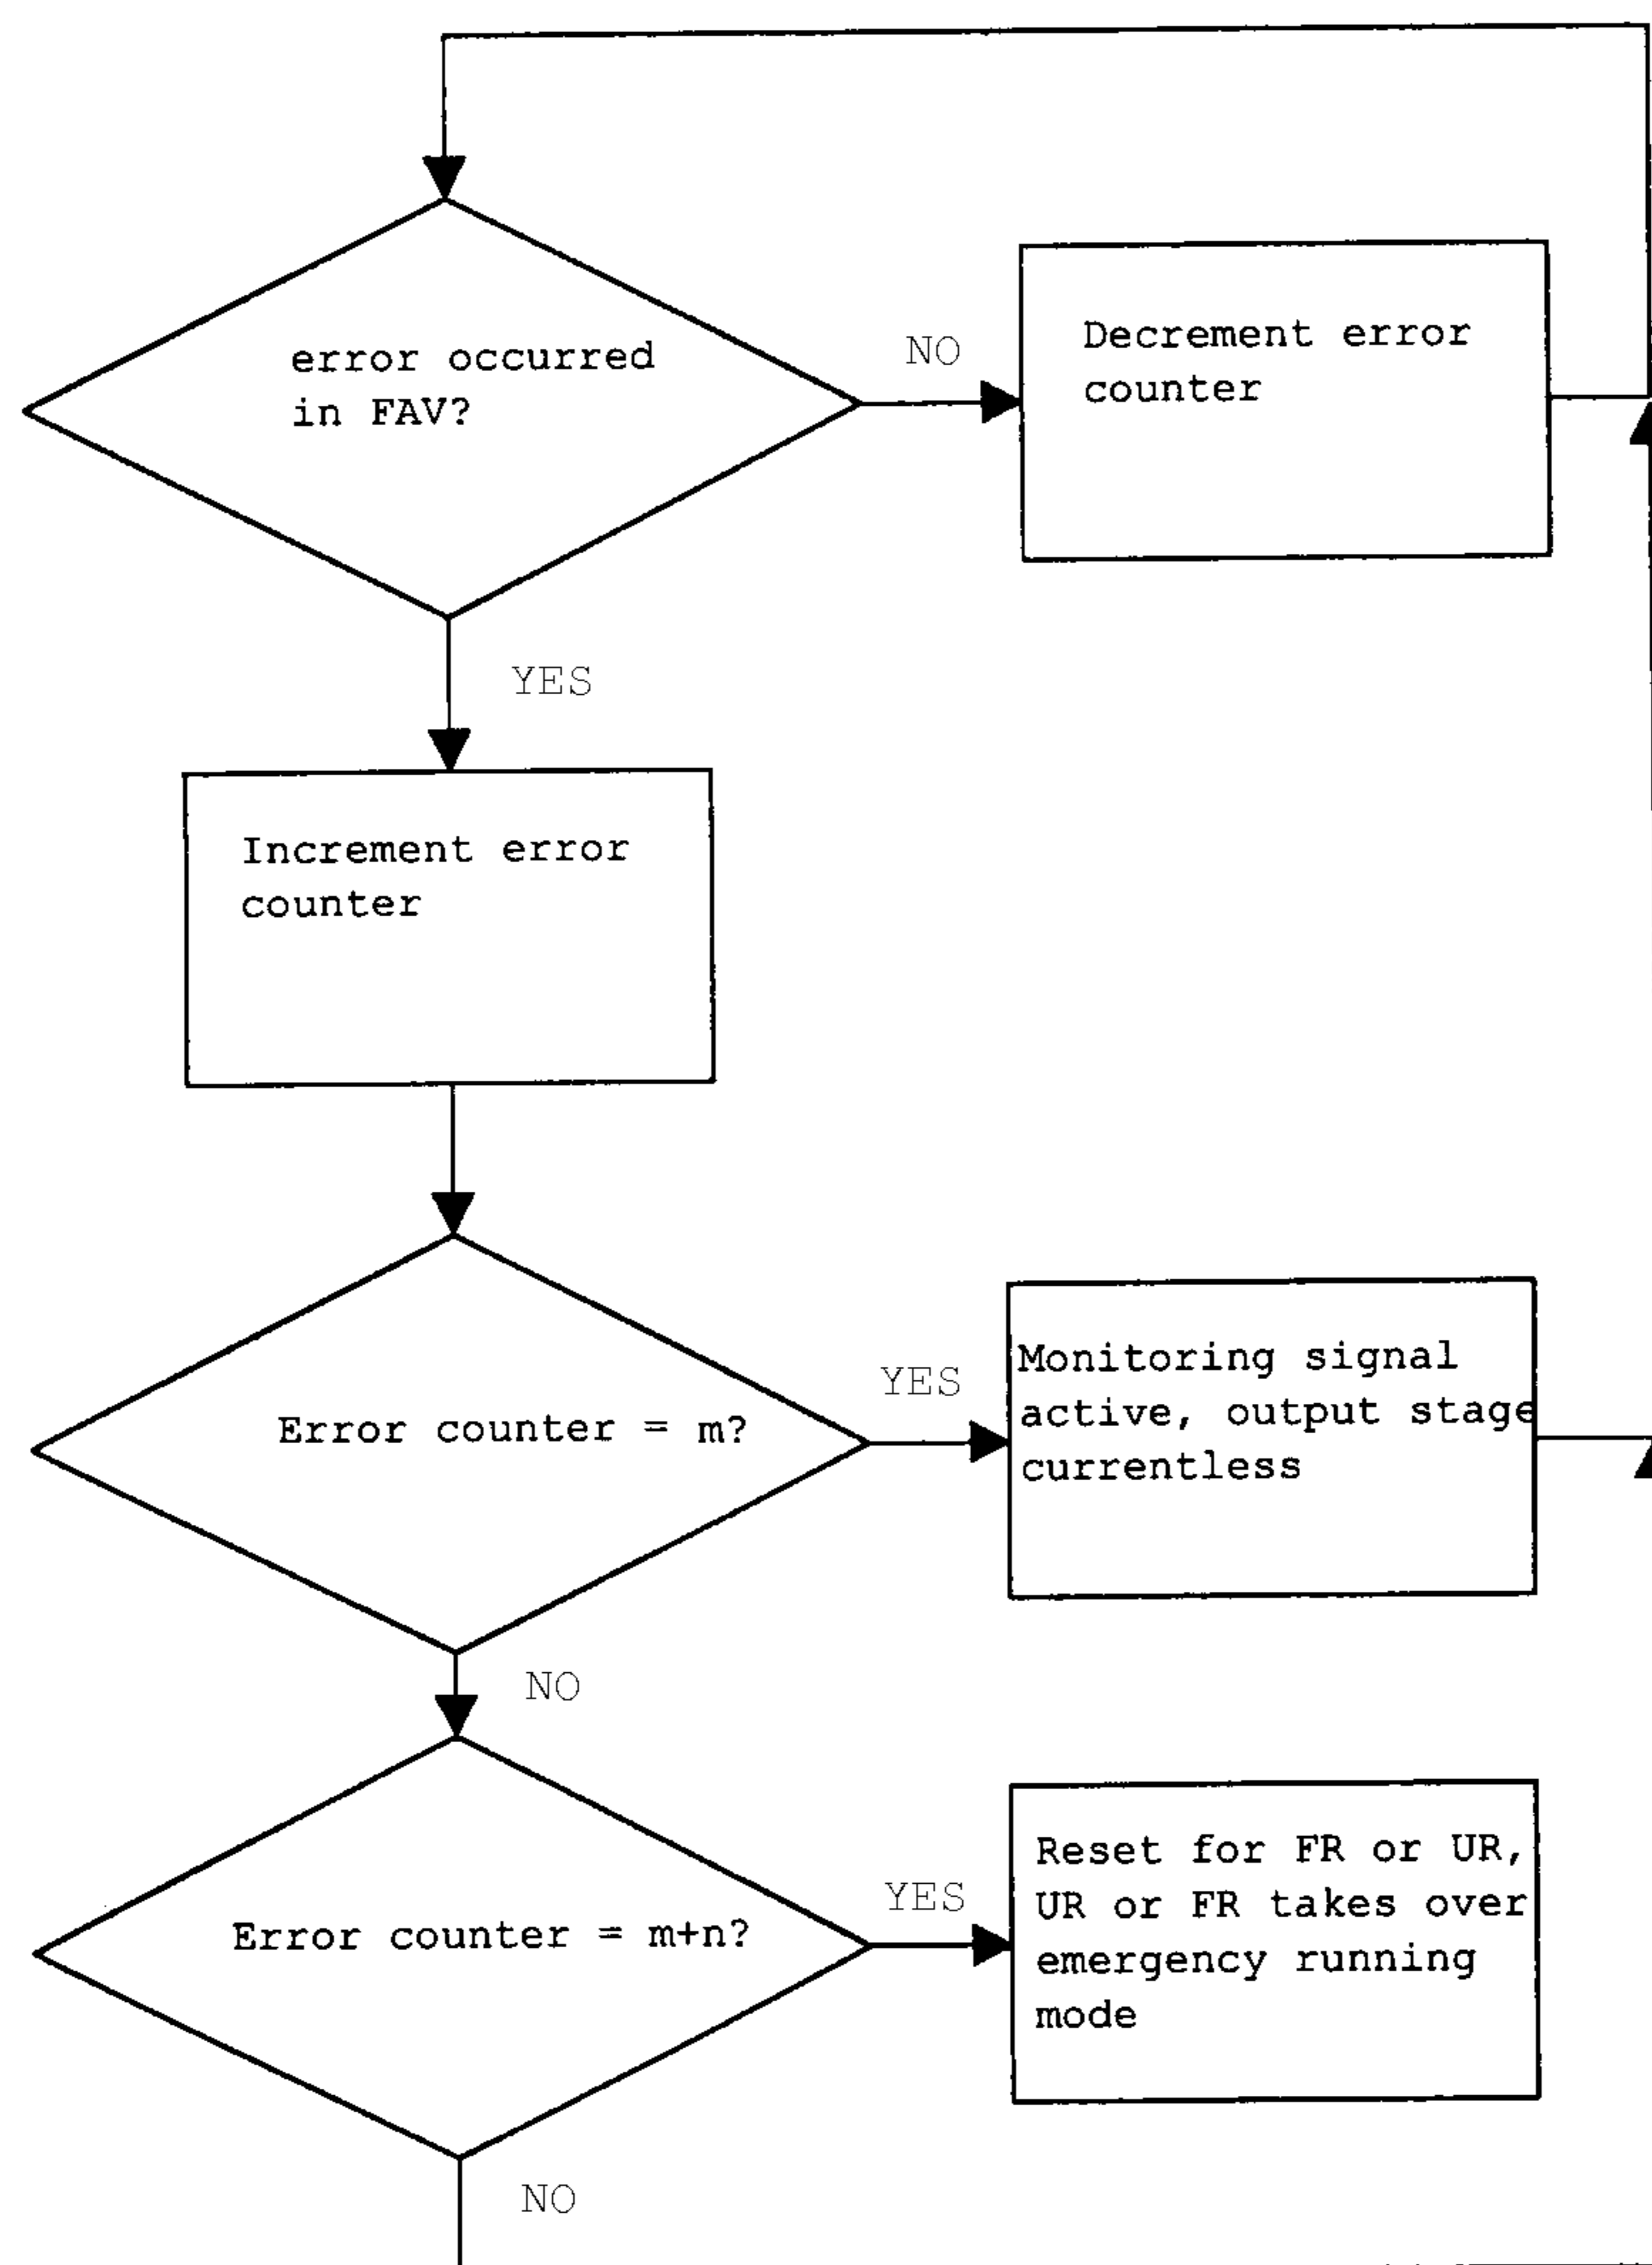 error occurred
in FAV?
NO
Decrement error
counter
YES
Increment error
counter
Error counter = m?
YES
Monitoring signal
active, output stage
currentless
NO
Error counter = m+n?
YES
Reset for FR or UR,
UR or FR takes over
emergency running
mode
NO